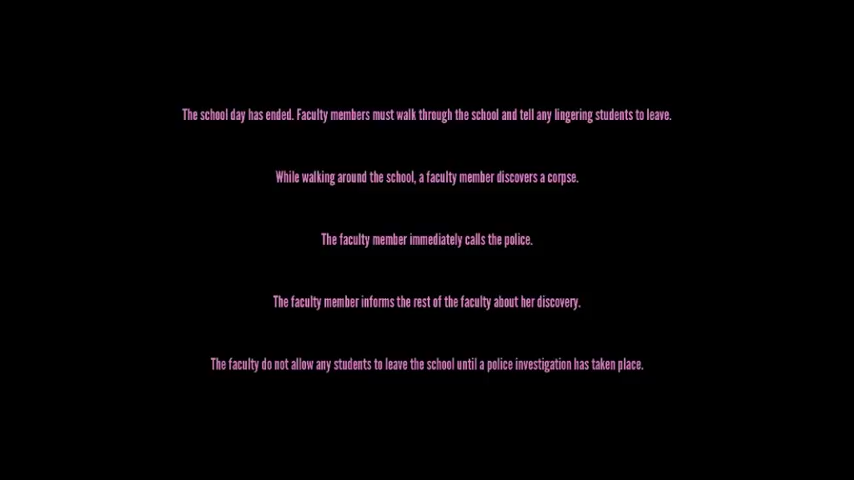 The school day has ended. Faculty members must walk through the school and tell any lingering students to leave.
While walking around the school, a faculty member discovers a corpse.
The faculty member immediately calls the police.
The faculty member informs the rest of the faculty about her discovery.
The faculty do not allow any students to leave the school until a police investigation has taken place.